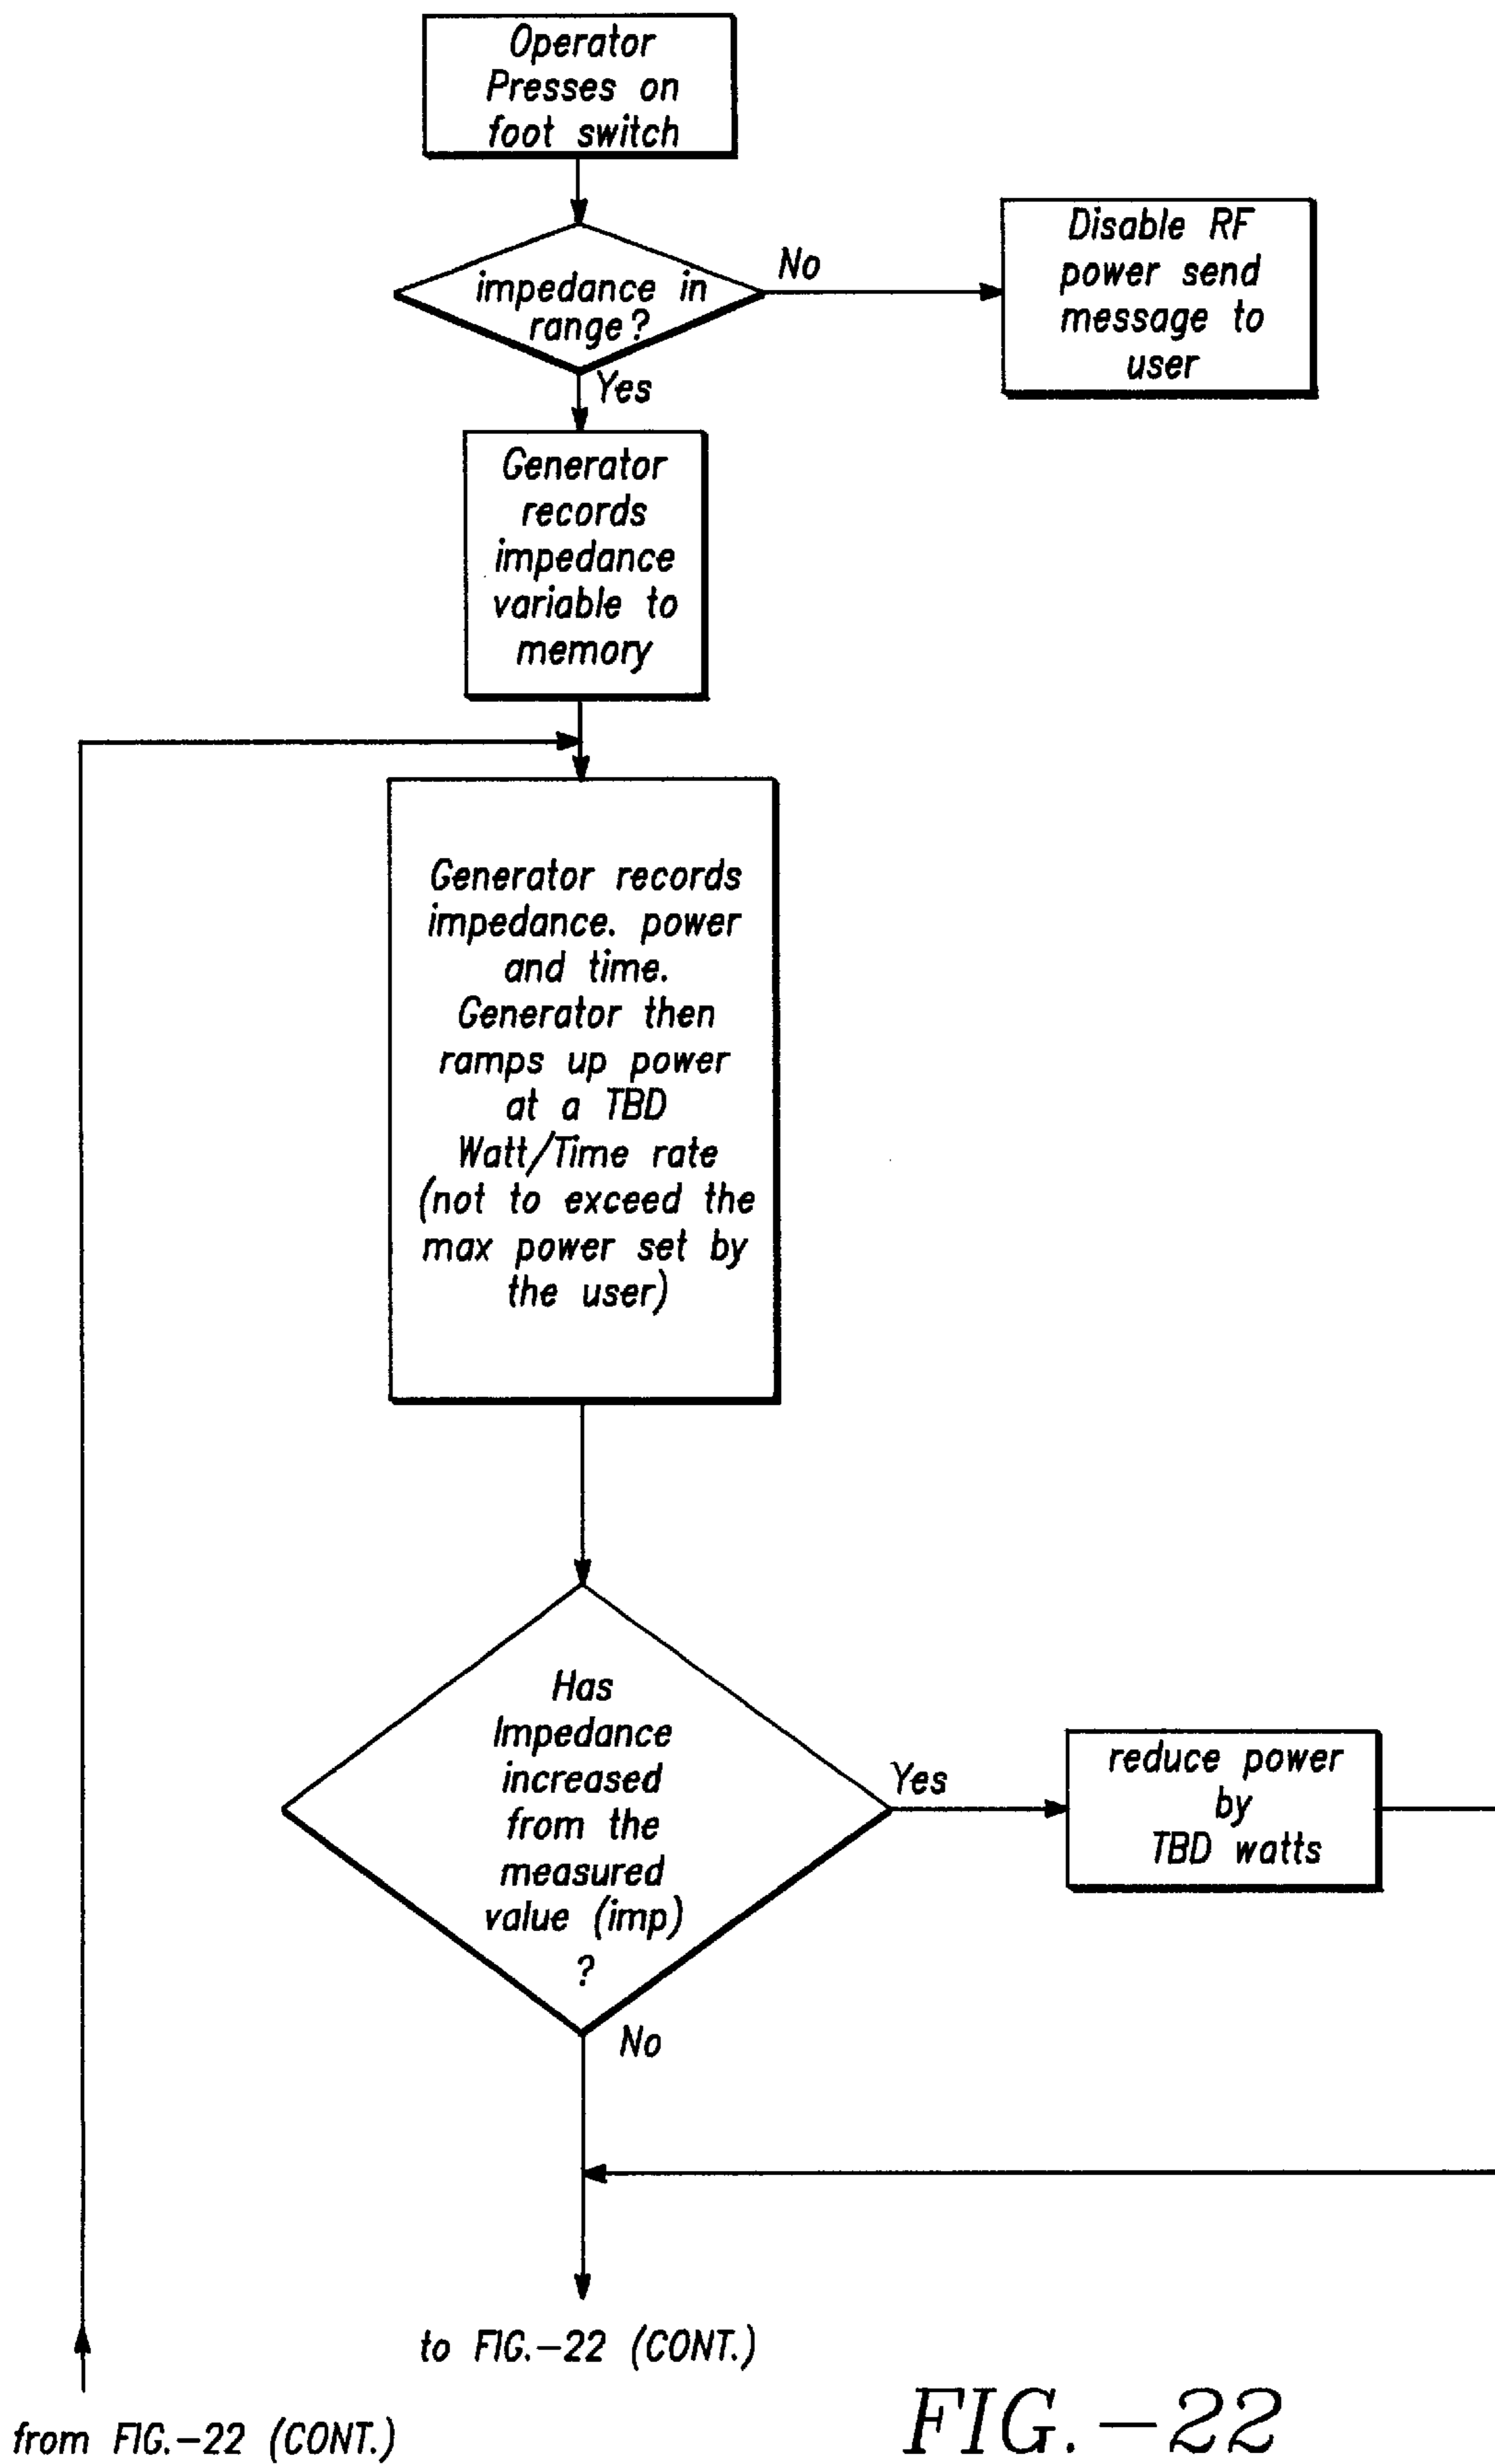 Operator
Presses on
foot switch
impedance in
range?
No
Disable RF
power send
message to
user
Yes
Generator
records
impedance
variable to
memory
Generator records
impedance. power
and time.
Generator then
ramps up power
at a TBD
Watt/Time rate
(not to exceed the
max power set by
the user)
Has
Impedance
increased
from the
measured
value (imp)
?
Yes
reduce power
by
TBD watts
No
to FIG.-22 (CONT.)
from FIG.-22 (CONT.)
FIG.-22